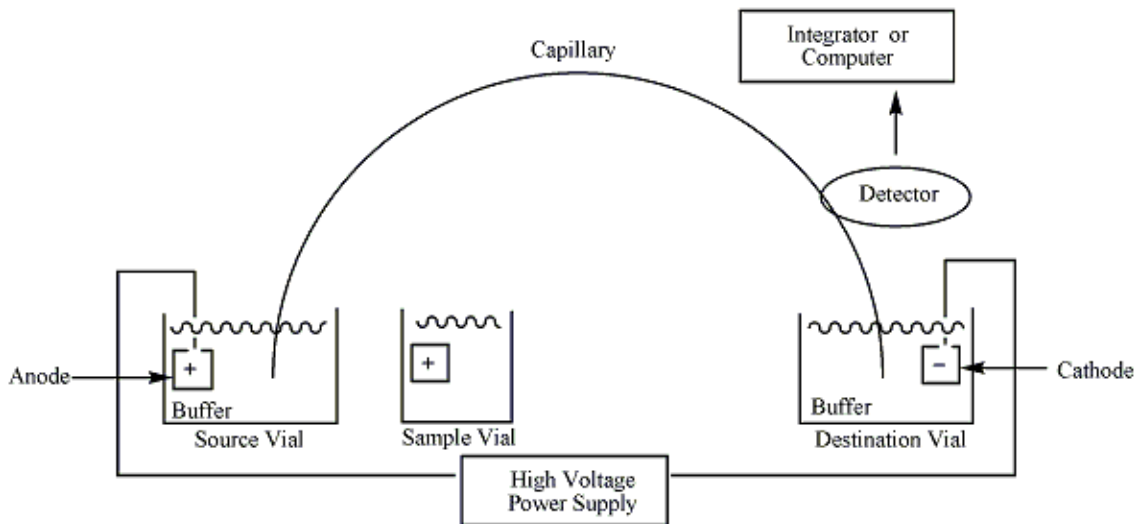 Capillary
Integrator or
Computer
Detector
Anode
+
Buffer
Source Vial
+
Sample Vial
−
Buffer
Destination Vial
Cathode
High Voltage
Power Supply